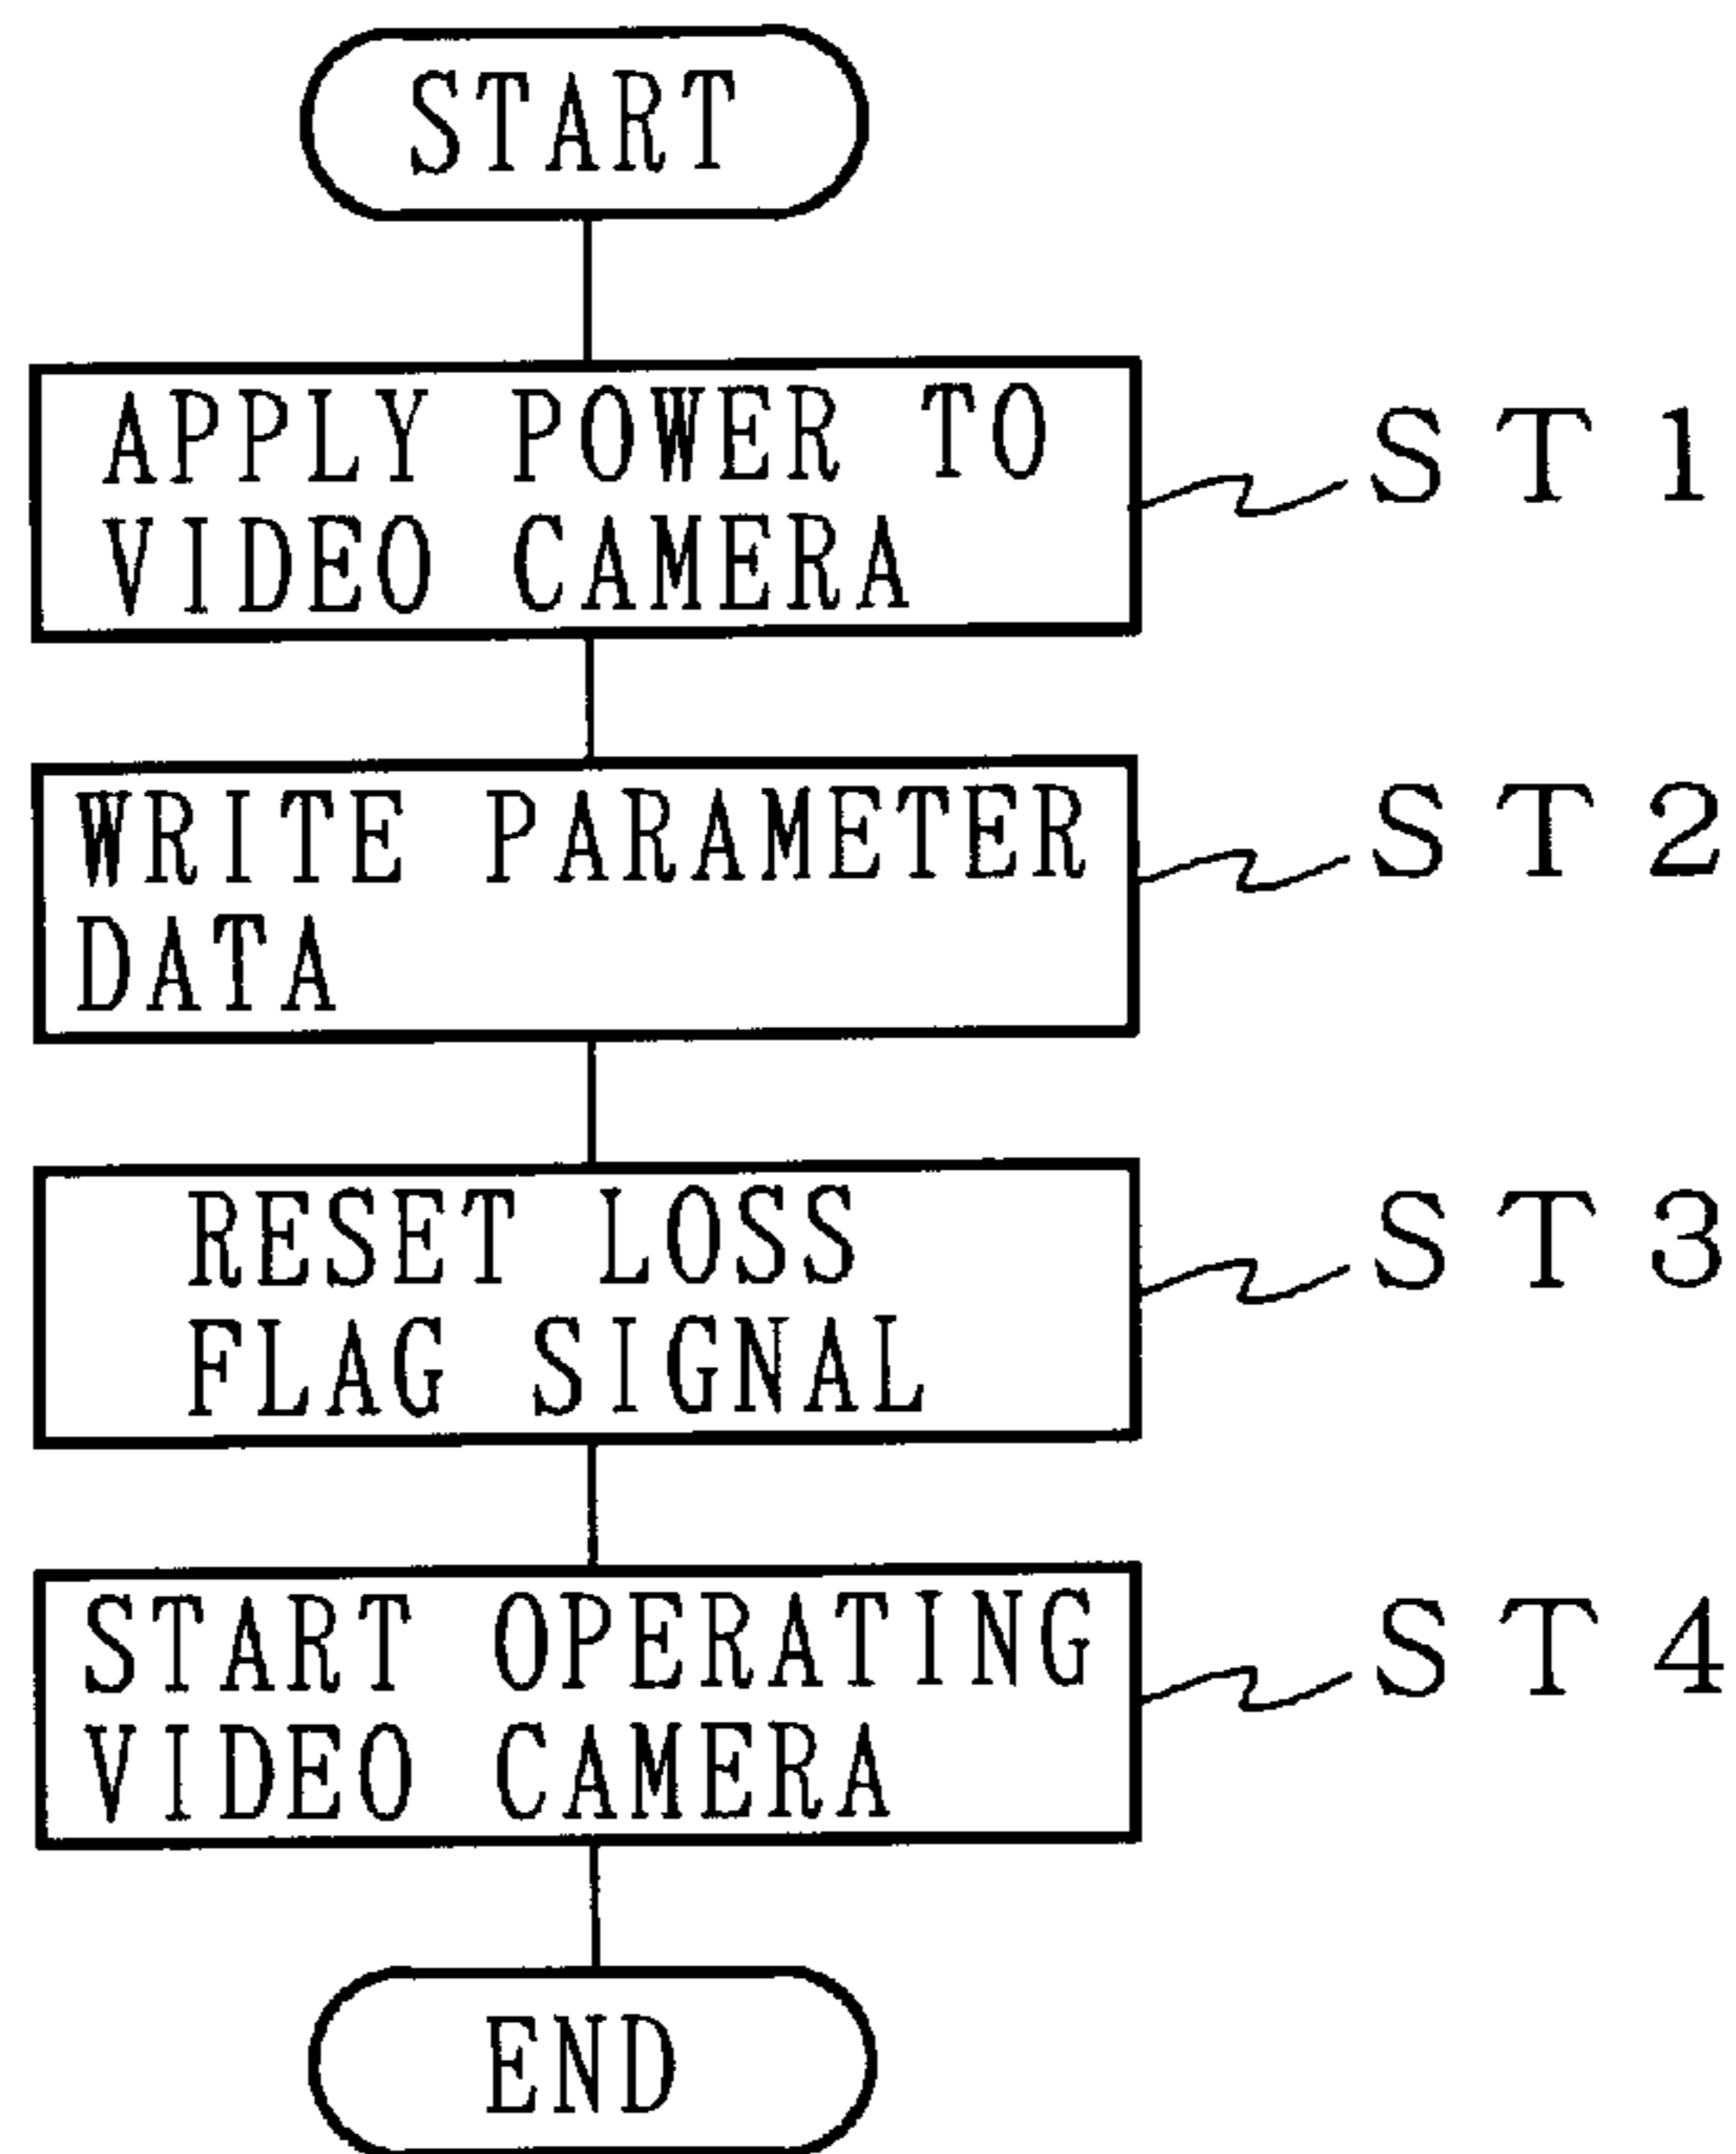 START
APPLY POWER TO
VIDEO CAMERA
ST1
WRITE PARAMETER
DATA
ST2
RESET LOSS
FLAG SIGNAL
ST3
START OPERATING
VIDEO CAMERA
ST4
END